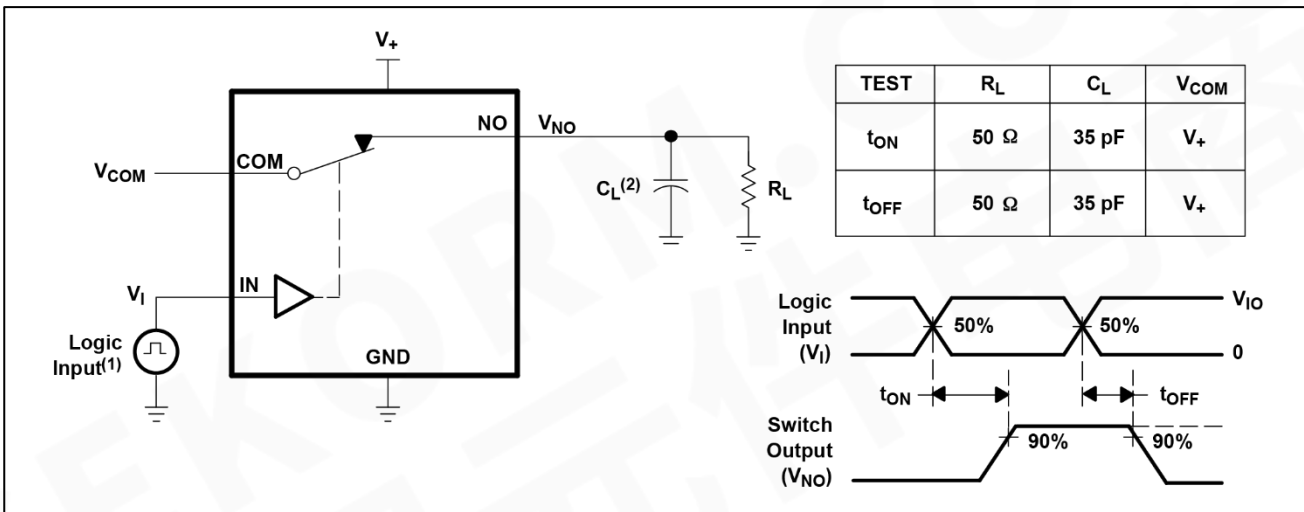 V+
NO
VNO
COM
VCOM
CL(2)
RL
IN
VI
Logic
Input(1)
GND
TEST RL CL VCOM
tON 50 Ω 35 pF V+
tOFF 50 Ω 35 pF V+
Logic
Input
(VI)
50%
50%
VIO
0
tON
tOFF
Switch
Output
(VNO)
90%
90%